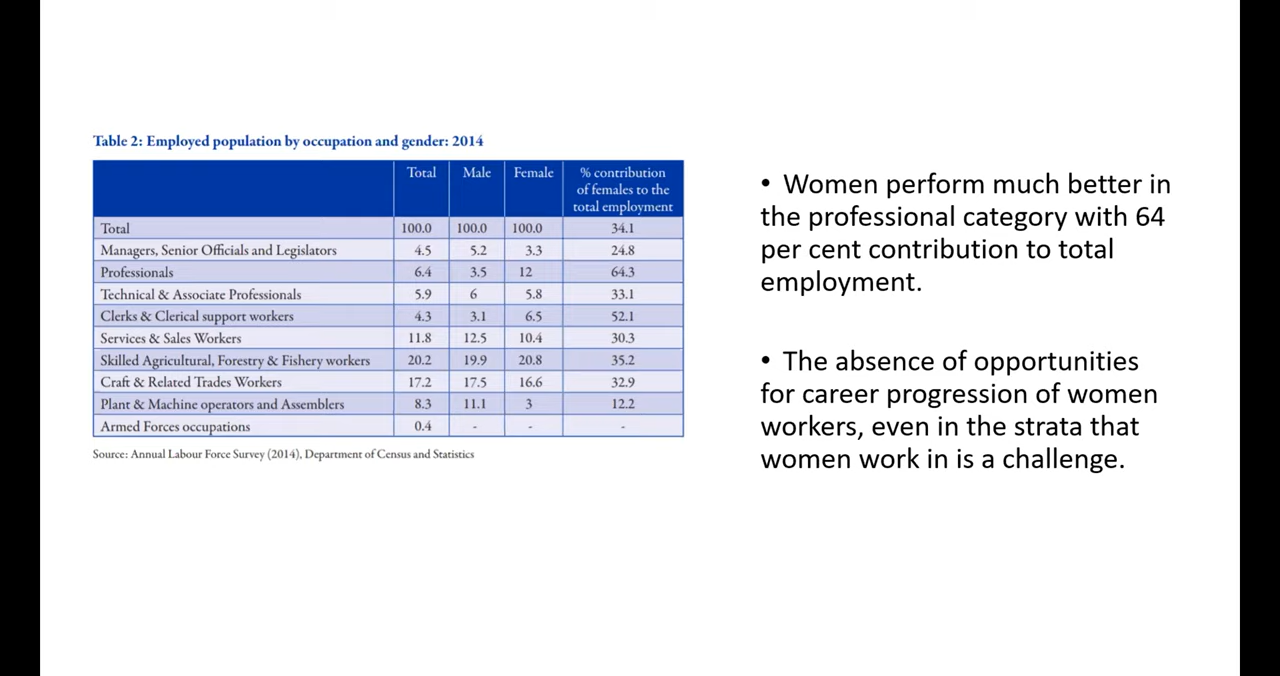 Table 2: Employed population by occupation and gender: 2014
Total Male Female % contribution
of females to the
total employment
Total 100.0 100.0 100.0 34.1
Managers, Senior Officials and Legislators 4.5 5.2 3.3 24.8
Professionals 6.4 3.5 12 64.3
Technical & Associate Professionals 5.9 6 5.8 33.1
Clerks & Clerical support workers 4.3 3.1 6.5 52.1
Services & Sales Workers 11.8 12.5 10.4 30.3
Skilled Agricultural, Forestry & Fishery workers 20.2 19.9 20.8 35.2
Craft & Related Trades Workers 17.2 17.5 16.6 32.9
Plant & Machine operators and Assemblers 8.3 11.1 3 12.2
Armed Forces occupations 0.4 - - -
Source: Annual Labour Force Survey (2014), Department of Census and Statistics
• Women perform much better in
the professional category with 64
per cent contribution to total
employment.
• The absence of opportunities
for career progression of women
workers, even in the strata that
women work in is a challenge.